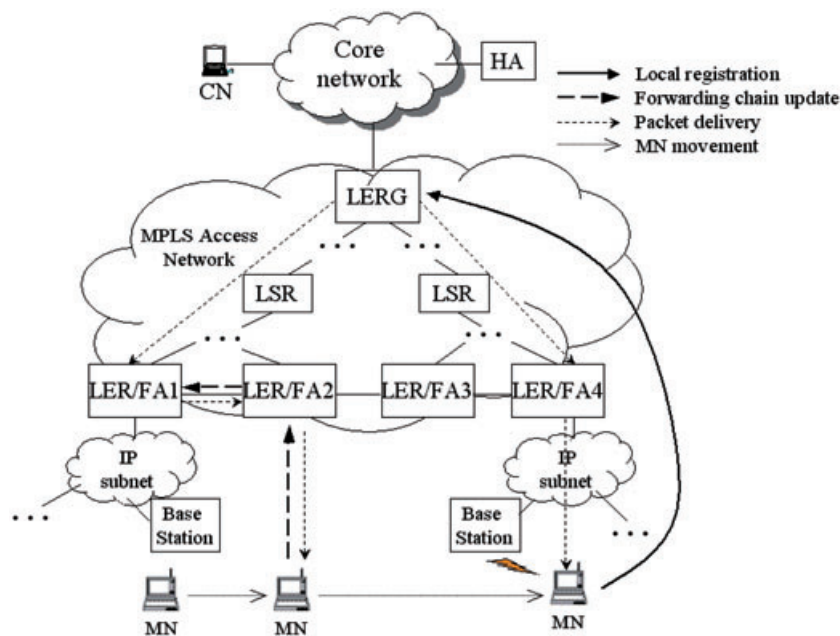 Core
network
HA
CN
Local registration
Forwarding chain update
Packet delivery
MN movement
LERG
MPLS Access
Network
. . .
. . .
LSR
LSR
. . .
. . .
LER/FA1
LER/FA2
LER/FA3
LER/FA4
IP
subnet
IP
subnet
. . .
Base
Station
Base
Station
. . .
MN
MN
MN